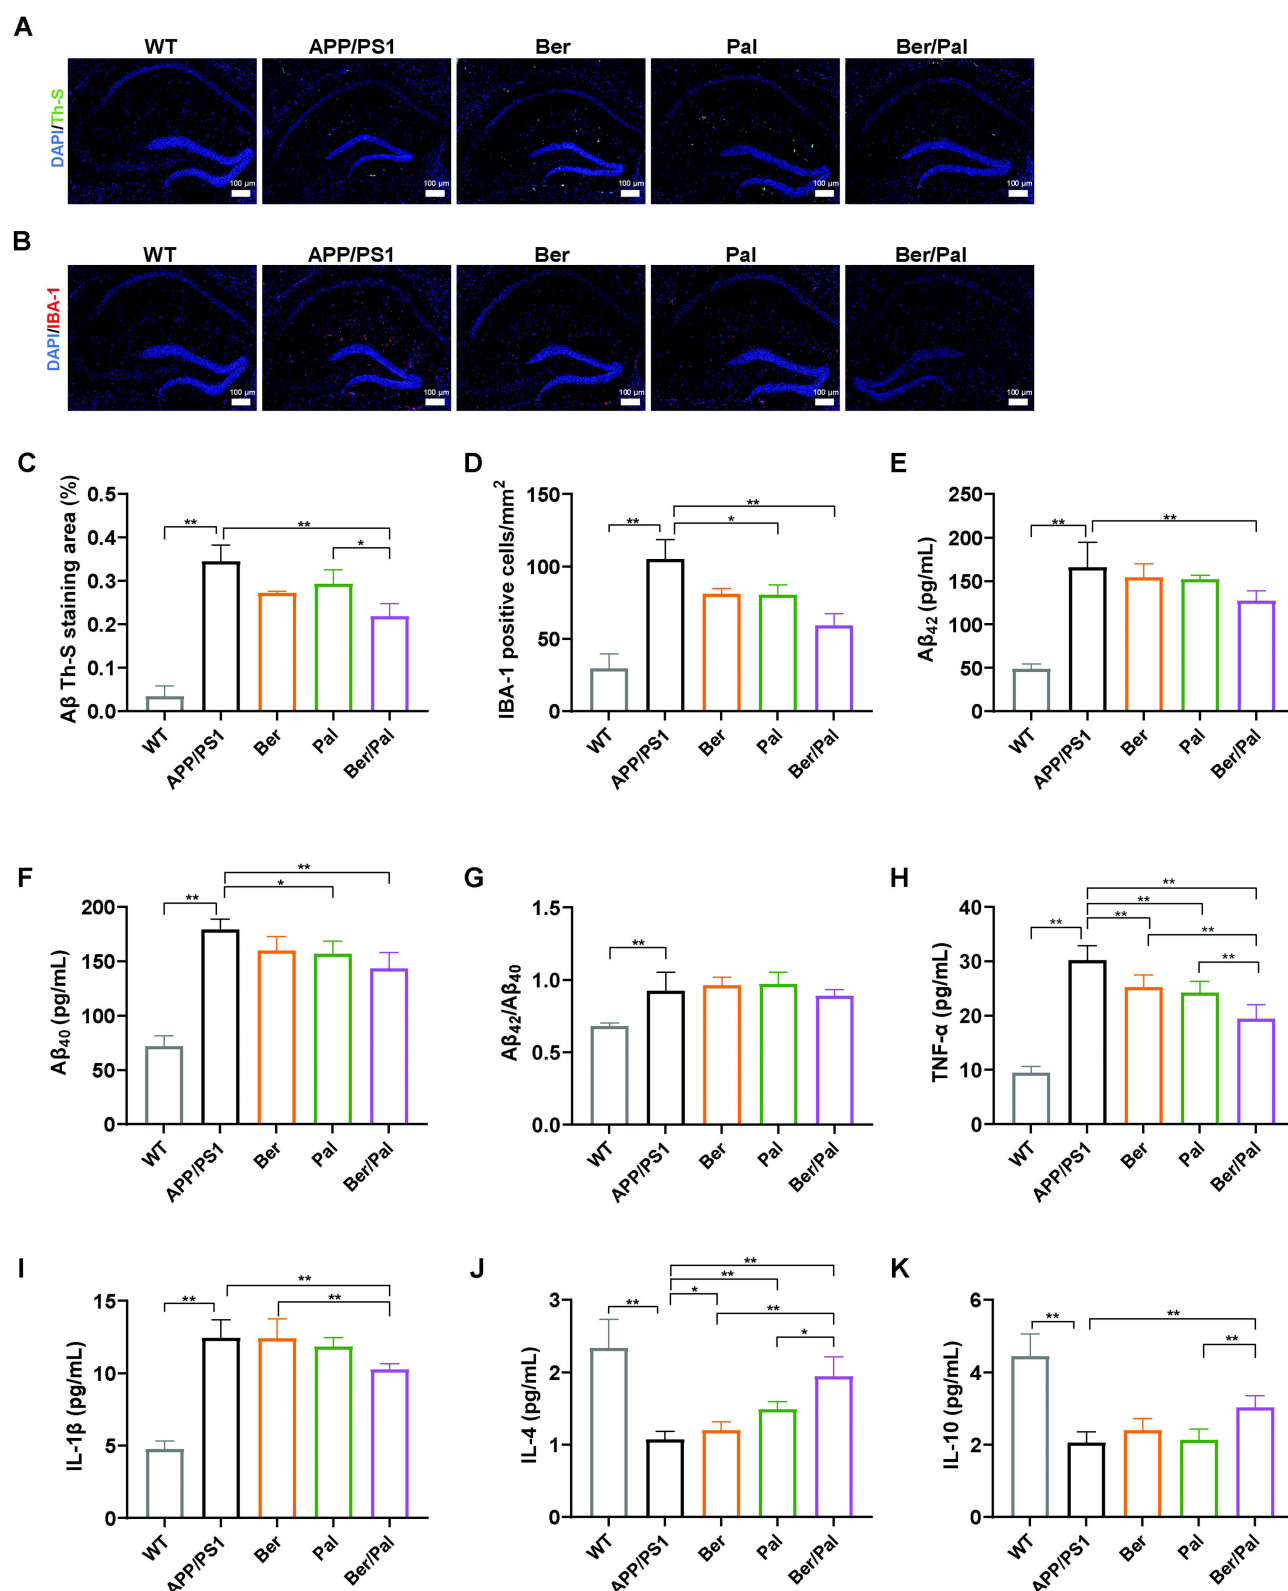 A
WT APP/PS1 Ber Pal Ber/Pal
DAPI/Th-S
100 µm 100 µm 100 µm 100 µm 100 µm
B
WT APP/PS1 Ber Pal Ber/Pal
DAPI/IBA-1
100 µm 100 µm 100 µm 100 µm 100 µm
C
Aβ Th-S staining area (%)
0.5
0.4
0.3
0.2
0.1
0.0
** ** *
WT APP/PS1 Ber Pal Ber/Pal
D
IBA-1 positive cells/mm²
150
100
50
0
** ** *
WT APP/PS1 Ber Pal Ber/Pal
E
Aβ₄₂ (pg/mL)
250
200
150
100
50
0
** **
WT APP/PS1 Ber Pal Ber/Pal
F
Aβ₄₀ (pg/mL)
200
150
100
50
0
** ** *
WT APP/PS1 Ber Pal Ber/Pal
G
Aβ₄₂/Aβ₄₀
1.5
1.0
0.5
0.0
**
WT APP/PS1 Ber Pal Ber/Pal
H
TNF-α (pg/mL)
40
30
20
10
0
** ** ** ** ** **
WT APP/PS1 Ber Pal Ber/Pal
I
IL-1β (pg/mL)
15
10
5
0
** ** **
WT APP/PS1 Ber Pal Ber/Pal
J
IL-4 (pg/mL)
3
2
1
0
** ** ** * ** *
WT APP/PS1 Ber Pal Ber/Pal
K
IL-10 (pg/mL)
6
4
2
0
** ** **
WT APP/PS1 Ber Pal Ber/Pal